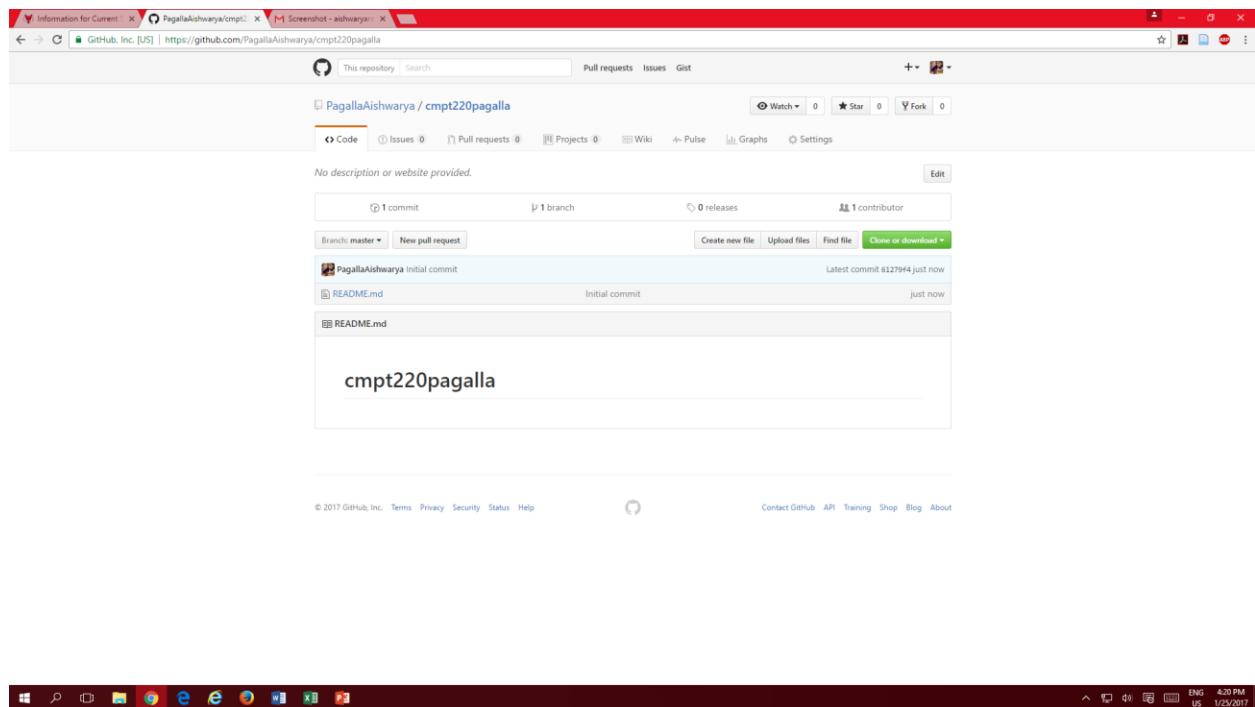 Information for Current
PagallaAishwarya/cmpt2
Screenshot - aishwarya
GitHub, Inc. [US] | https://github.com/PagallaAishwarya/cmpt220pagalla
This repository Search Pull requests Issues Gist
PagallaAishwarya / cmpt220pagalla Watch 0 Star 0 Fork 0
Code Issues 0 Pull requests 0 Projects 0 Wiki Pulse Graphs Settings
No description or website provided. Edit
1 commit 1 branch 0 releases 1 contributor
Branch: master New pull request Create new file Upload files Find file Clone or download
PagallaAishwarya Initial commit Latest commit 61279f4 just now
README.md Initial commit just now
README.md
cmpt220pagalla
© 2017 GitHub, Inc. Terms Privacy Security Status Help Contact GitHub API Training Shop Blog About
ENG 4:20 PM
US 1/25/2017